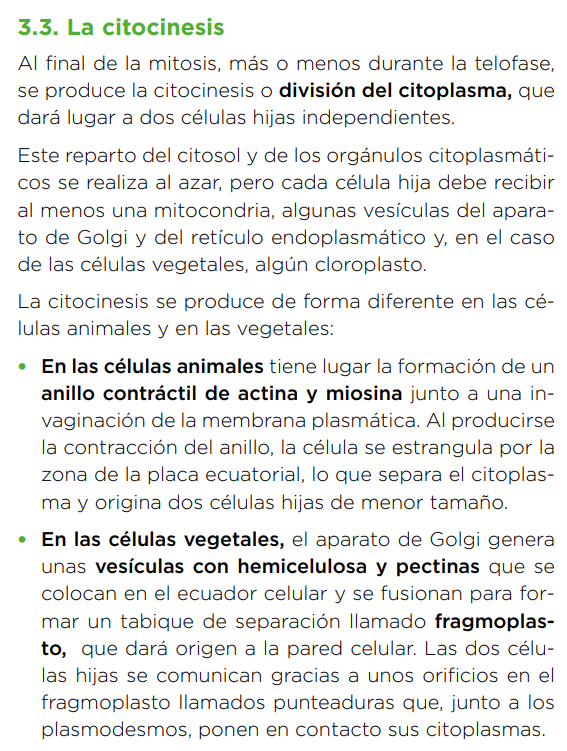 3.3. La citocinesis
Al final de la mitosis, más o menos durante la telofase,
se produce la citocinesis o división del citoplasma, que
dará lugar a dos células hijas independientes.
Este reparto del citosol y de los orgánulos citoplasmáti-
cos se realiza al azar, pero cada célula hija debe recibir
al menos una mitocondria, algunas vesículas del apara-
to de Golgi y del retículo endoplasmático y, en el caso
de las células vegetales, algún cloroplasto.
La citocinesis se produce de forma diferente en las cé-
lulas animales y en las vegetales:
• En las células animales tiene lugar la formación de un
anillo contráctil de actina y miosina junto a una in-
vaginación de la membrana plasmática. Al producirse
la contracción del anillo, la célula se estrangula por la
zona de la placa ecuatorial, lo que separa el citoplas-
ma y origina dos células hijas de menor tamaño.
• En las células vegetales, el aparato de Golgi genera
unas vesículas con hemicelulosa y pectinas que se
colocan en el ecuador celular y se fusionan para for-
mar un tabique de separación llamado fragmoplas-
to, que dará origen a la pared celular. Las dos célu-
las hijas se comunican gracias a unos orificios en el
fragmoplasto llamados punteaduras que, junto a los
plasmodesmos, ponen en contacto sus citoplasmas.